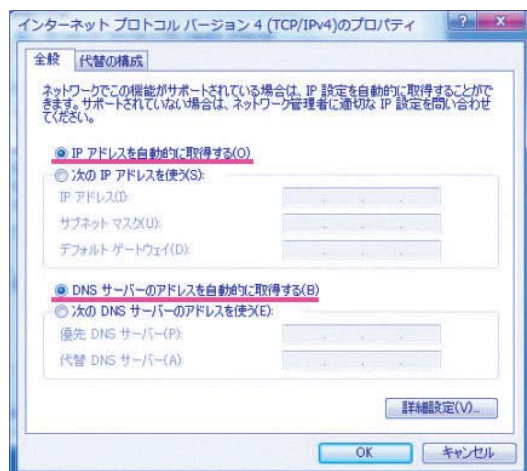 インターネット プロトコル バージョン 4 (TCP/IPv4)のプロパティ
全般
代替の構成
ネットワークでこの機能がサポートされている場合は、IP 設定を自動的に取得することがで
きます。サポートされていない場合は、ネットワーク管理者に適切な IP 設定を問い合わせ
てください。
IP アドレスを自動的に取得する(O)
次の IP アドレスを使う(S):
IP アドレス(I):
サブネット マスク(U):
デフォルト ゲートウェイ(D):
DNS サーバーのアドレスを自動的に取得する(B)
次の DNS サーバーのアドレスを使う(E):
優先 DNS サーバー(P):
代替 DNS サーバー(A):
詳細設定(V)...
OK
キャンセル